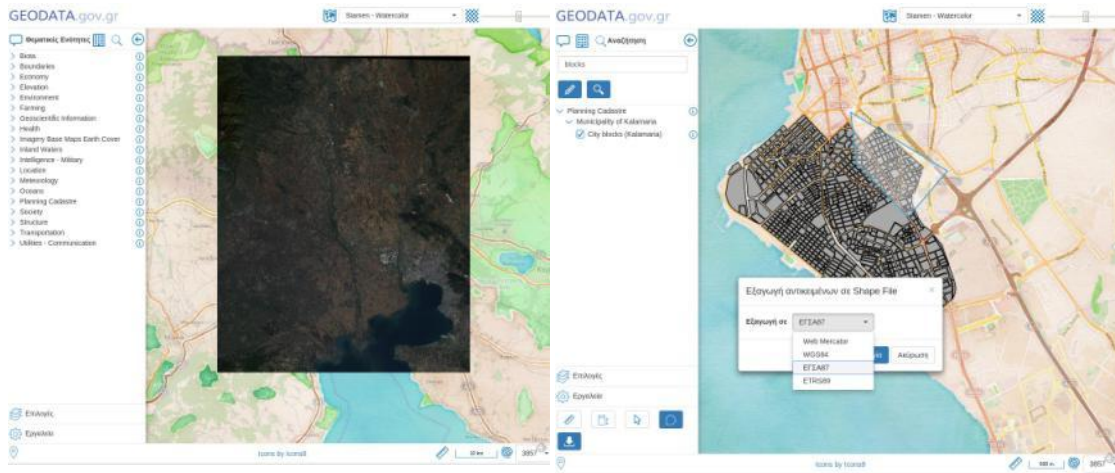 GEODATA.gov.gr
Stamen - Watercolor
Θεματικές Ενότητες
Biota
Boundaries
Economy
Elevation
Environment
Farming
Geoscientific Information
Health
Imagery Base Maps Earth Cover
Inland Waters
Intelligence - Military
Location
Meteorology
Oceans
Planning Cadastre
Society
Structure
Transportation
Utilities - Communication
Επιλογές
Εργαλεία
Icons by Icons8
10 km
3857
GEODATA.gov.gr
Stamen - Watercolor
Αναζήτηση
blocks
Planning Cadastre
Municipality of Kalamaria
City blocks (Kalamaria)
Εξαγωγή αντικειμένων σε Shape File
Εξαγωγή σε
ΕΓΣΑ87
Web Mercator
WGS84
ΕΓΣΑ87
ETRS89
Ακύρωση
Επιλογές
Εργαλεία
Icons by Icons8
500 m
3857